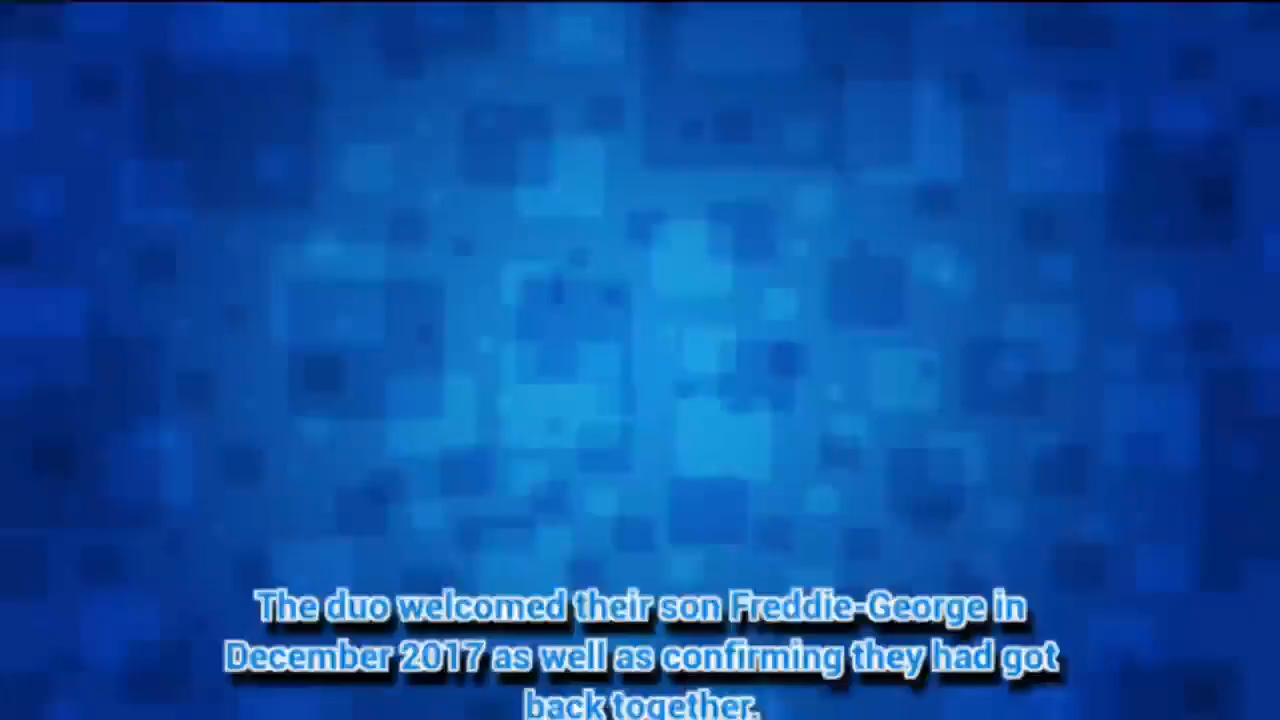 The duo welcomed their son Freddie-George in
December 2017 as well as confirming they had got
back together.